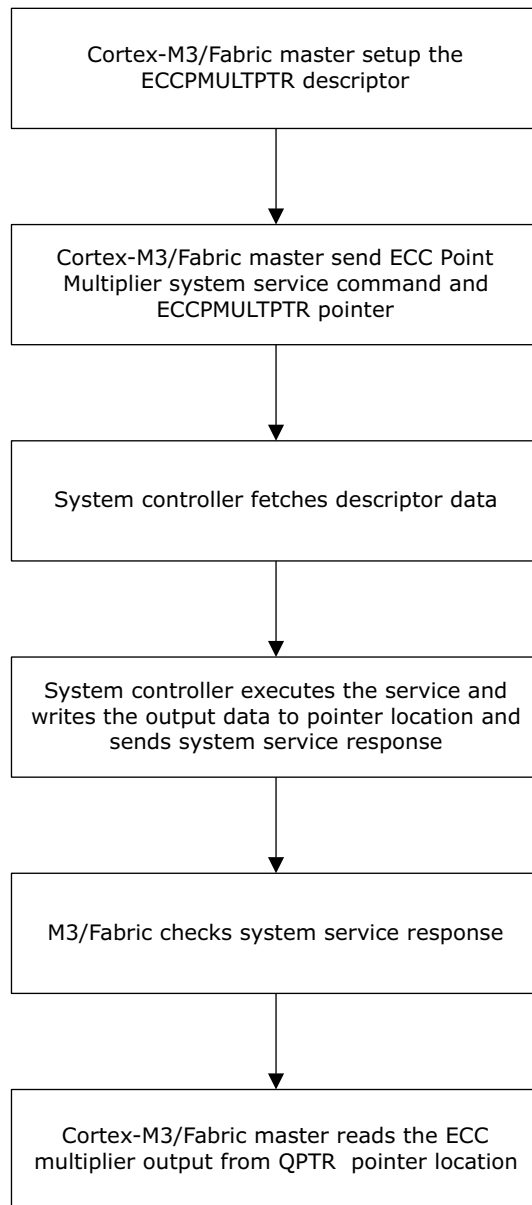 Cortex-M3/Fabric master setup the
ECCPMULTPTR descriptor
Cortex-M3/Fabric master send ECC Point
Multiplier system service command and
ECCPMULTPTR pointer
System controller fetches descriptor data
System controller executes the service and
writes the output data to pointer location and
sends system service response
M3/Fabric checks system service response
Cortex-M3/Fabric master reads the ECC
multiplier output from QPTR pointer location